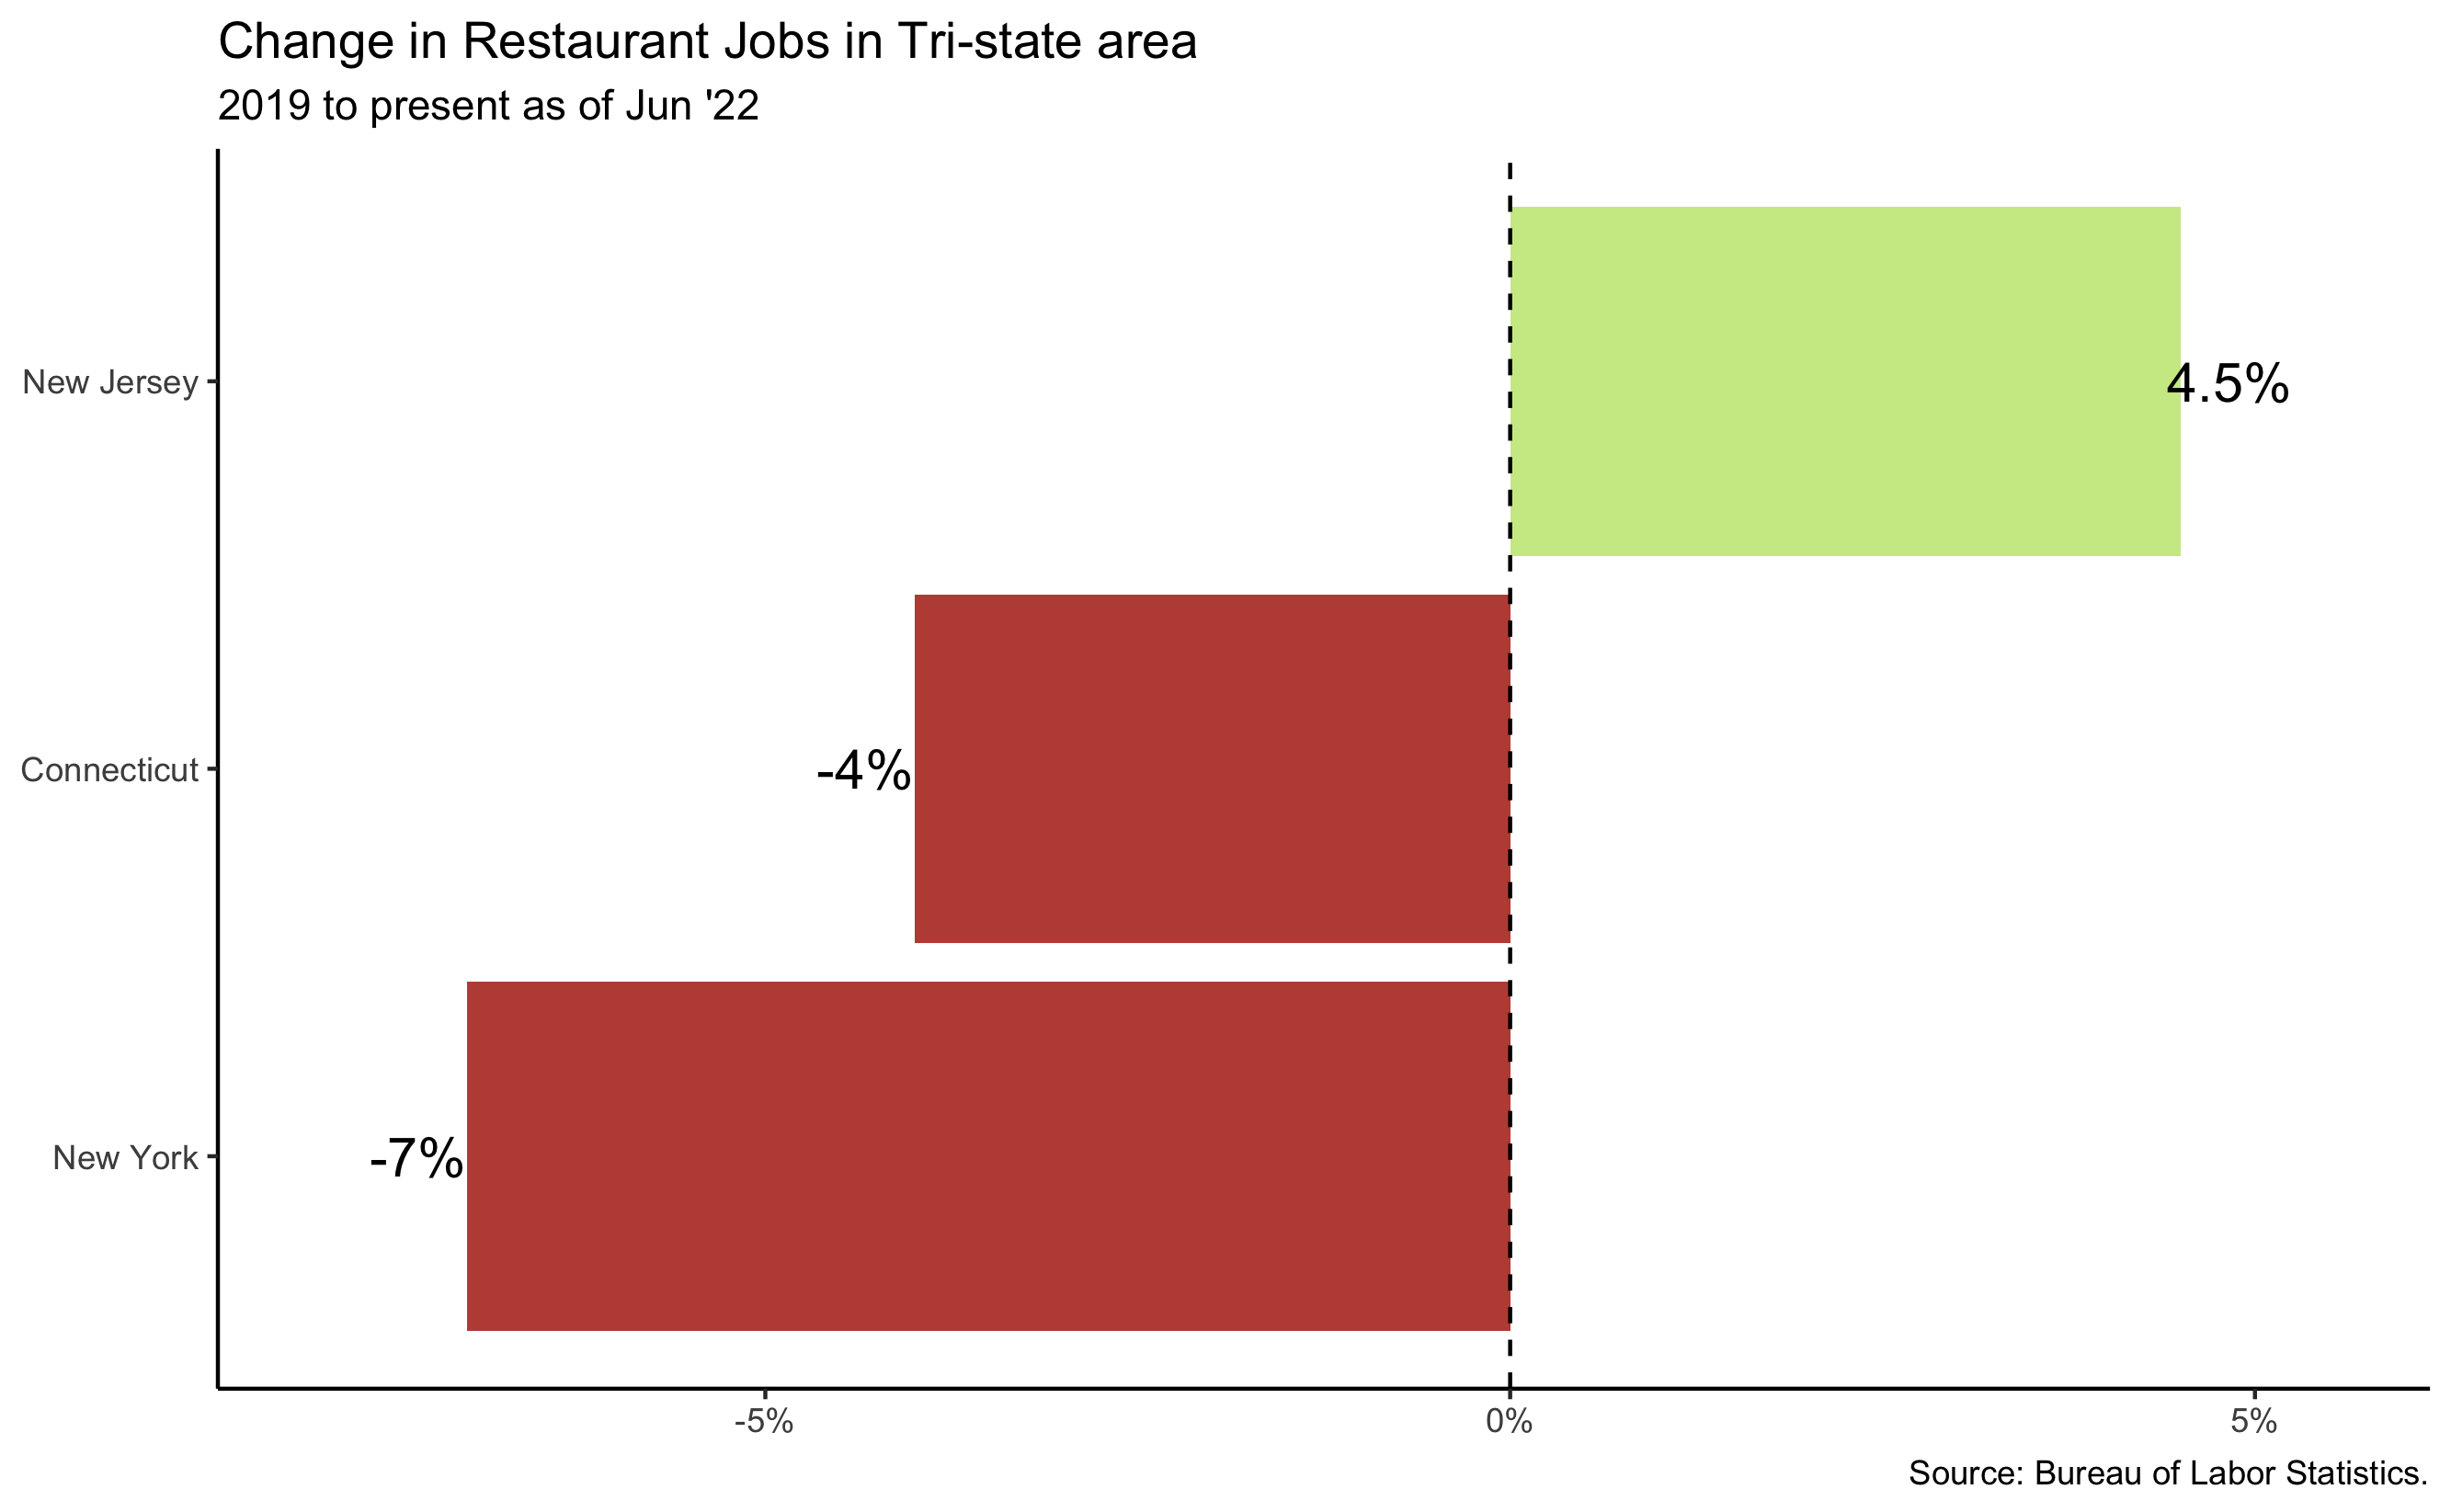 Change in Restaurant Jobs in Tri-state area
2019 to present as of Jun '22
New Jersey
4.5%
Connecticut
-4%
New York
-7%
-5%
0%
5%
Source: Bureau of Labor Statistics.